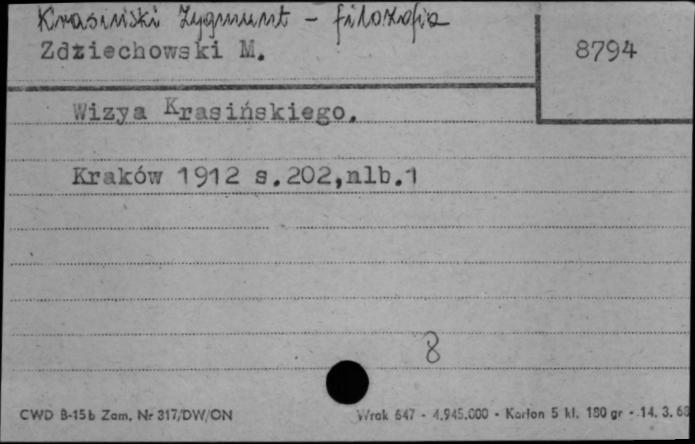 Krasiński Zygmunt - filozofia
Zdziechowski M.
8794
Wizya Krasińskiego.
Kraków 1912 s.202,nlb.1
8
CWD B-15b Zam. Nr 317/DW/ON
Wrak 647 - 4.945.000 - Karton 5 kl. 180 gr - 14. 3. 63